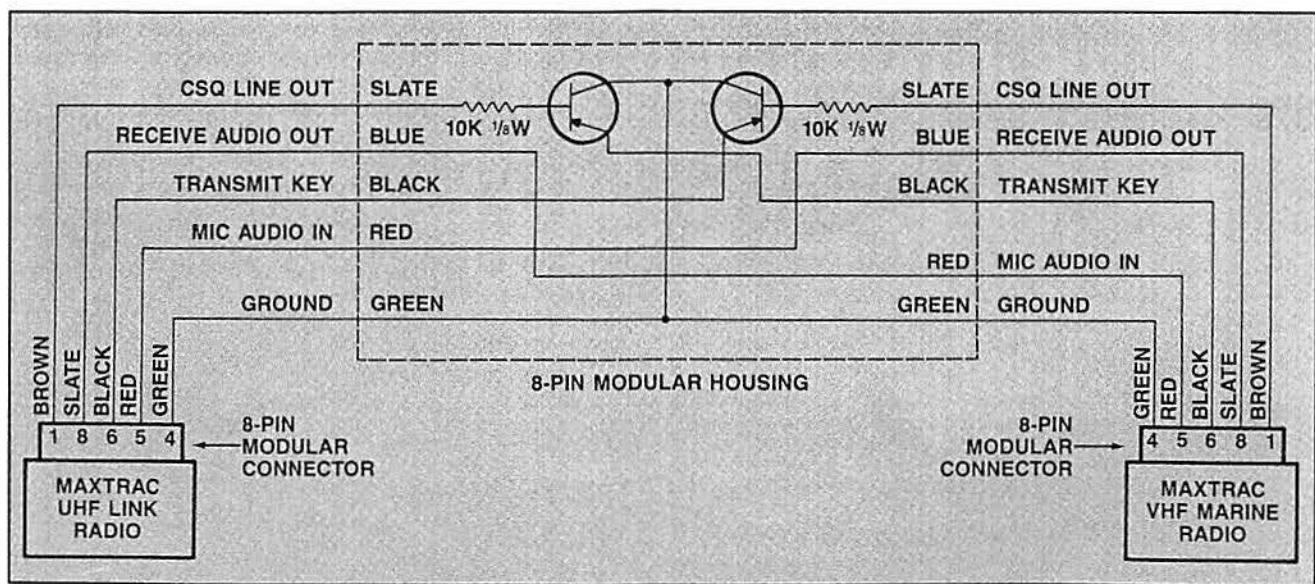 CSQ LINE OUT SLATE
10K 1/8W
10K 1/8W
SLATE CSQ LINE OUT
RECEIVE AUDIO OUT BLUE
BLUE RECEIVE AUDIO OUT
TRANSMIT KEY BLACK
BLACK TRANSMIT KEY
MIC AUDIO IN RED
RED MIC AUDIO IN
GROUND GREEN
GREEN GROUND
8-PIN MODULAR HOUSING
BROWN
SLATE
BLACK
RED
GREEN
1 8 6 5 4
8-PIN
MODULAR
CONNECTOR
MAXTRAC
UHF LINK
RADIO
GREEN
RED
BLACK
SLATE
BROWN
8-PIN
MODULAR
CONNECTOR
4 5 6 8 1
MAXTRAC
VHF MARINE
RADIO